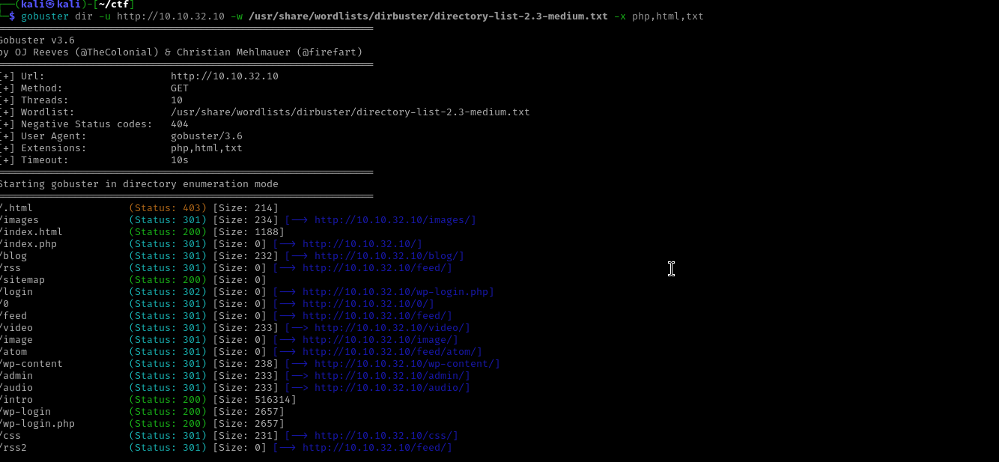 ──(kali㉿kali)-[~/ctf]
─$ gobuster dir -u http://10.10.32.10 -w /usr/share/wordlists/dirbuster/directory-list-2.3-medium.txt -x php,html,txt
===============================================================
Gobuster v3.6
by OJ Reeves (@TheColonial) & Christian Mehlmauer (@firefart)
===============================================================
[+] Url:                     http://10.10.32.10
[+] Method:                  GET
[+] Threads:                 10
[+] Wordlist:                /usr/share/wordlists/dirbuster/directory-list-2.3-medium.txt
[+] Negative Status codes:   404
[+] User Agent:              gobuster/3.6
[+] Extensions:              php,html,txt
[+] Timeout:                 10s
===============================================================
Starting gobuster in directory enumeration mode
===============================================================
/.html                (Status: 403) [Size: 214]
/images               (Status: 301) [Size: 234] [--> http://10.10.32.10/images/]
/index.html           (Status: 200) [Size: 1188]
/index.php            (Status: 301) [Size: 0] [--> http://10.10.32.10/]
/blog                 (Status: 301) [Size: 232] [--> http://10.10.32.10/blog/]
/rss                  (Status: 301) [Size: 0] [--> http://10.10.32.10/feed/]
/sitemap              (Status: 200) [Size: 0]
/login                (Status: 302) [Size: 0] [--> http://10.10.32.10/wp-login.php]
/0                    (Status: 301) [Size: 0] [--> http://10.10.32.10/0/]
/feed                 (Status: 301) [Size: 0] [--> http://10.10.32.10/feed/]
/video                (Status: 301) [Size: 233] [--> http://10.10.32.10/video/]
/image                (Status: 301) [Size: 0] [--> http://10.10.32.10/image/]
/atom                 (Status: 301) [Size: 0] [--> http://10.10.32.10/feed/atom/]
/wp-content           (Status: 301) [Size: 238] [--> http://10.10.32.10/wp-content/]
/admin                (Status: 301) [Size: 233] [--> http://10.10.32.10/admin/]
/audio                (Status: 301) [Size: 233] [--> http://10.10.32.10/audio/]
/intro                (Status: 200) [Size: 516314]
/wp-login             (Status: 200) [Size: 2657]
/wp-login.php         (Status: 200) [Size: 2657]
/css                  (Status: 301) [Size: 231] [--> http://10.10.32.10/css/]
/rss2                 (Status: 301) [Size: 0] [--> http://10.10.32.10/feed/]